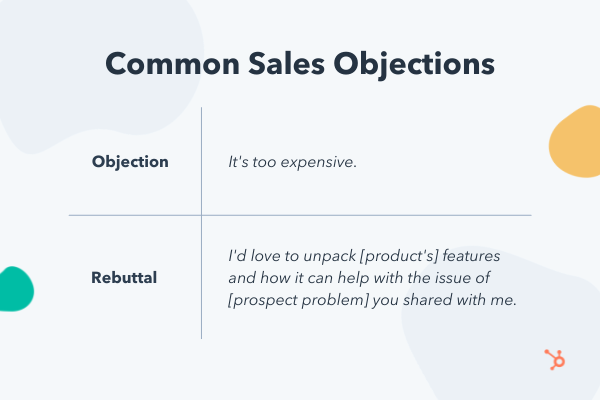 Common Sales Objections
Objection
It's too expensive.
Rebuttal
I'd love to unpack [product's] features
and how it can help with the issue of
[prospect problem] you shared with me.